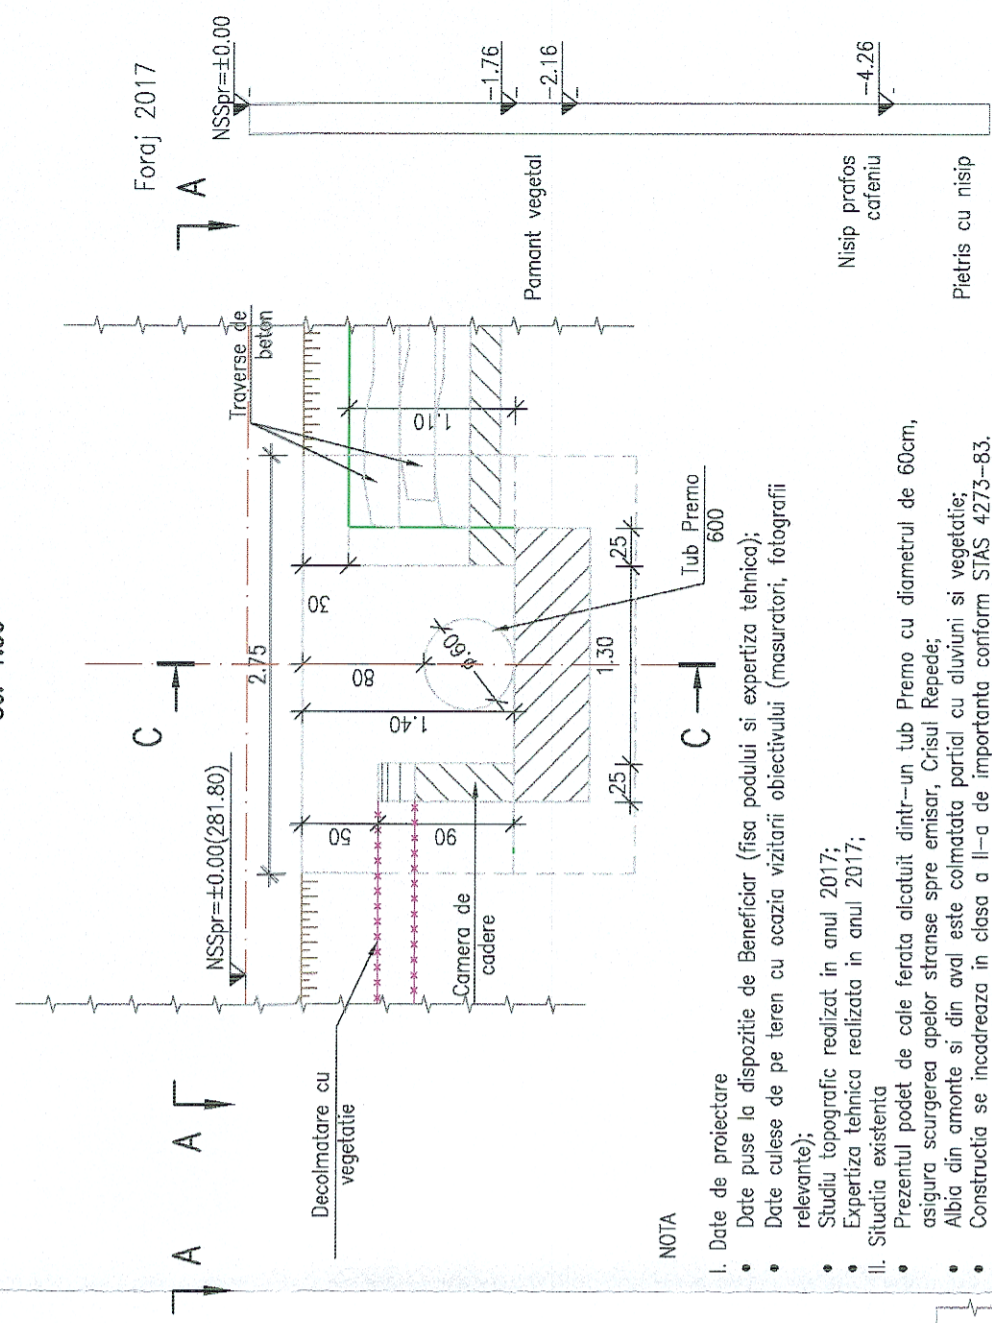 Foraj 2017
NSSpr=±0.00
-1.76
-2.16
-4.26
Pamant vegetal
Nisip prafos
cafeniu
Pietris cu nisip
A
A
A
C
C
NSSpr=±0.00(281.80)
2.75
Traverse de
beton
30
80
1.40
50
90
1.10
ø.60
25
1.30
25
Tub Premo
600
Camera de
cadere
Decolmatare cu
vegetatie
NOTA
I. Date de proiectare
• Date puse la dispozitie de Beneficiar (fisa podului si expertiza tehnica);
• Date culese de pe teren cu ocazia vizitarii obiectivului (masuratori, fotografii
relevante);
• Studiu topografic realizat in anul 2017;
• Expertiza tehnica realizata in anul 2017;
II. Situatia existenta
• Prezentul podet de cale ferata alcatuit dintr-un tub Premo cu diametrul de 60cm,
asigura scurgerea apelor stranse spre emisar, Crisul Repede;
• Albia din amonte si din aval este colmatata partial cu aluviuni si vegetatie;
• Constructia se incadreaza in clasa a II-a de importanta conform STAS 4273-83.